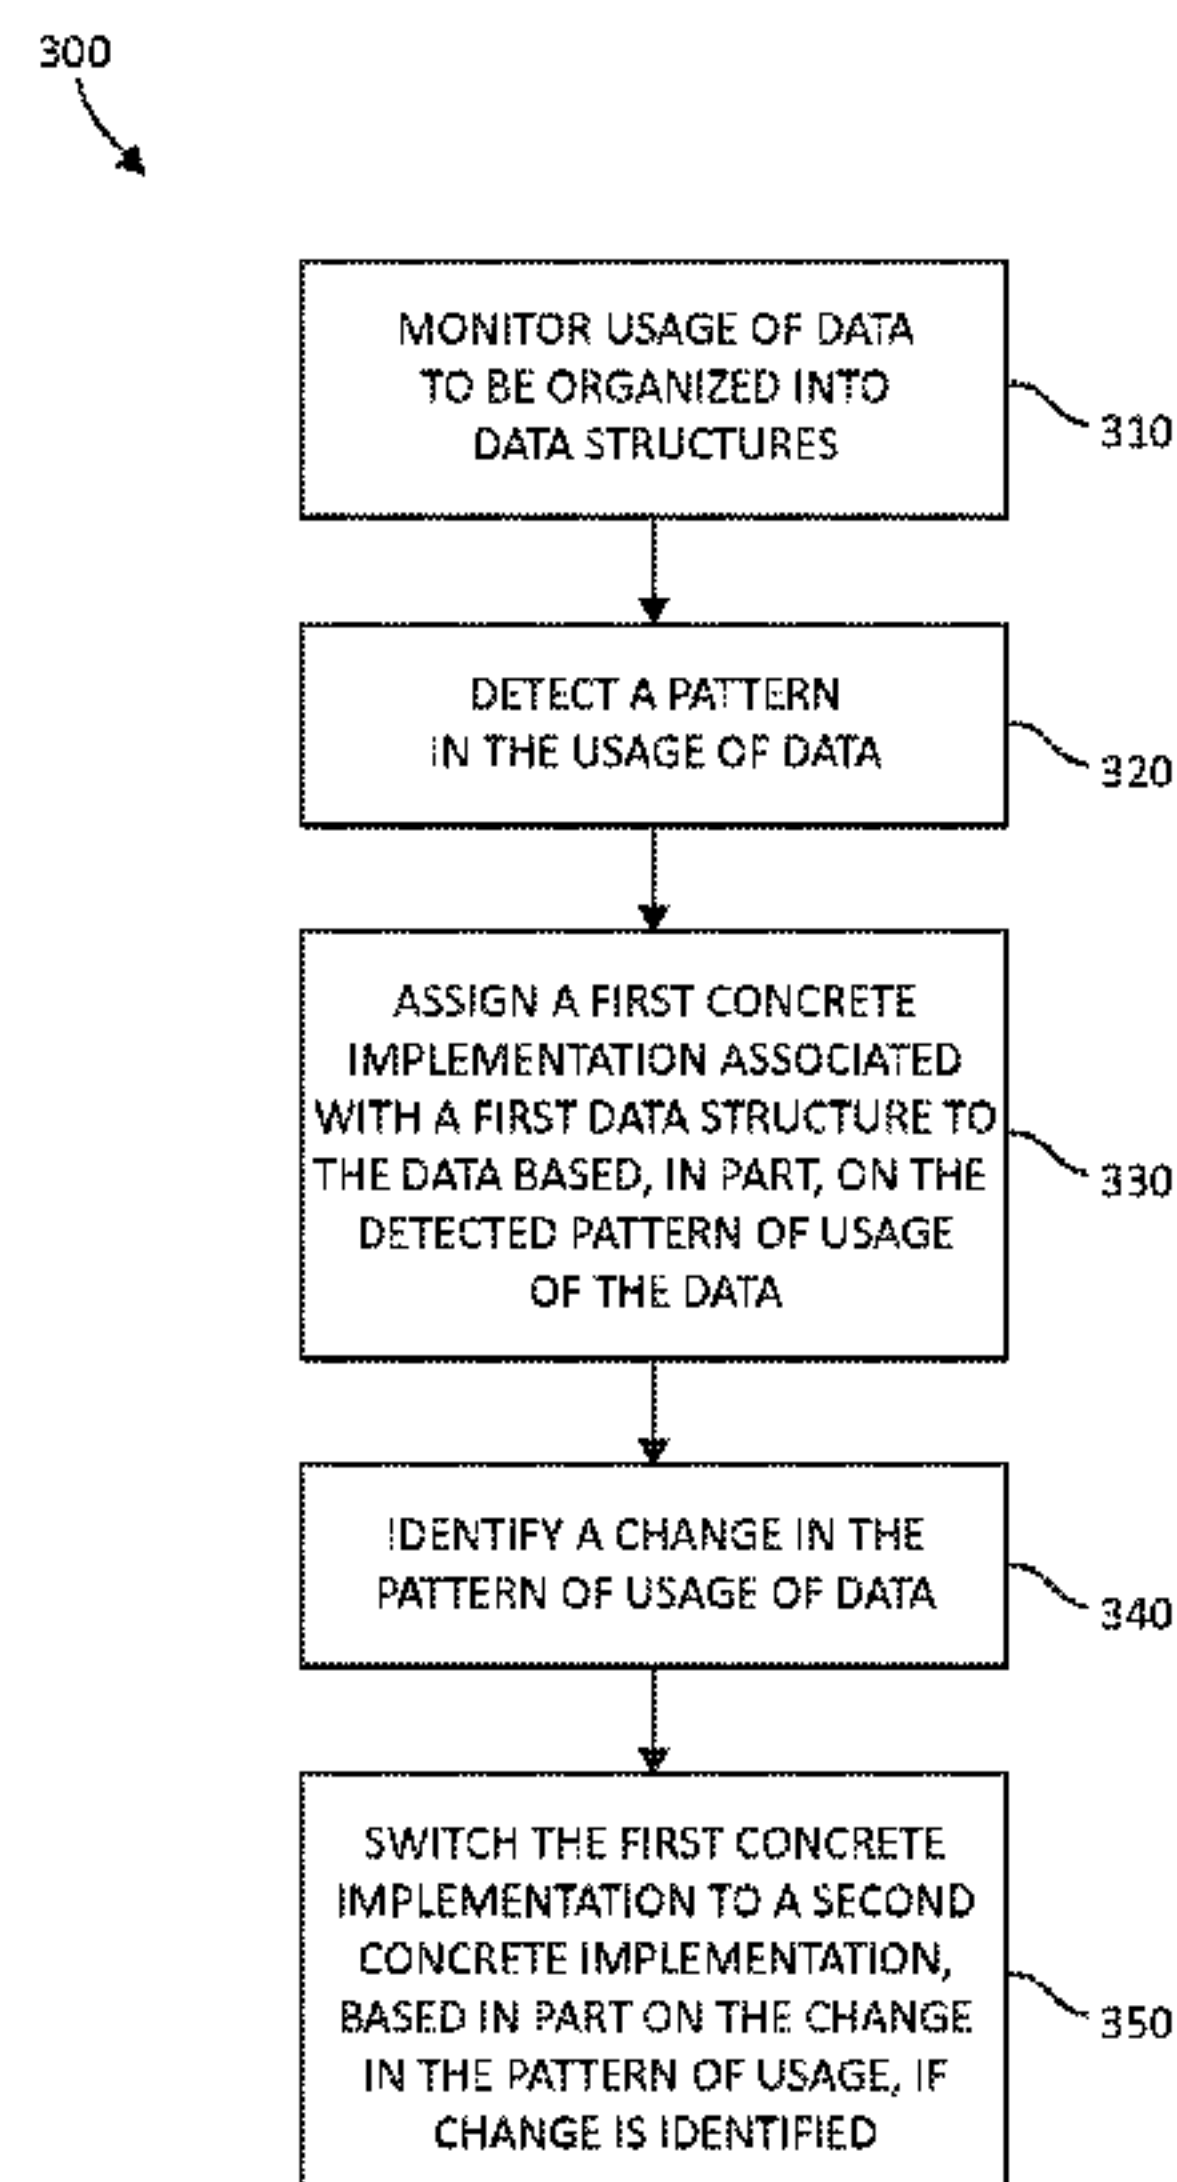 300
MONITOR USAGE OF DATA
TO BE ORGANIZED INTO
DATA STRUCTURES
310
DETECT A PATTERN
IN THE USAGE OF DATA
320
ASSIGN A FIRST CONCRETE
IMPLEMENTATION ASSOCIATED
WITH A FIRST DATA STRUCTURE TO
THE DATA BASED, IN PART, ON THE
DETECTED PATTERN OF USAGE
OF THE DATA
330
IDENTIFY A CHANGE IN THE
PATTERN OF USAGE OF DATA
340
SWITCH THE FIRST CONCRETE
IMPLEMENTATION TO A SECOND
CONCRETE IMPLEMENTATION,
BASED IN PART ON THE CHANGE
IN THE PATTERN OF USAGE, IF
CHANGE IS IDENTIFIED
350